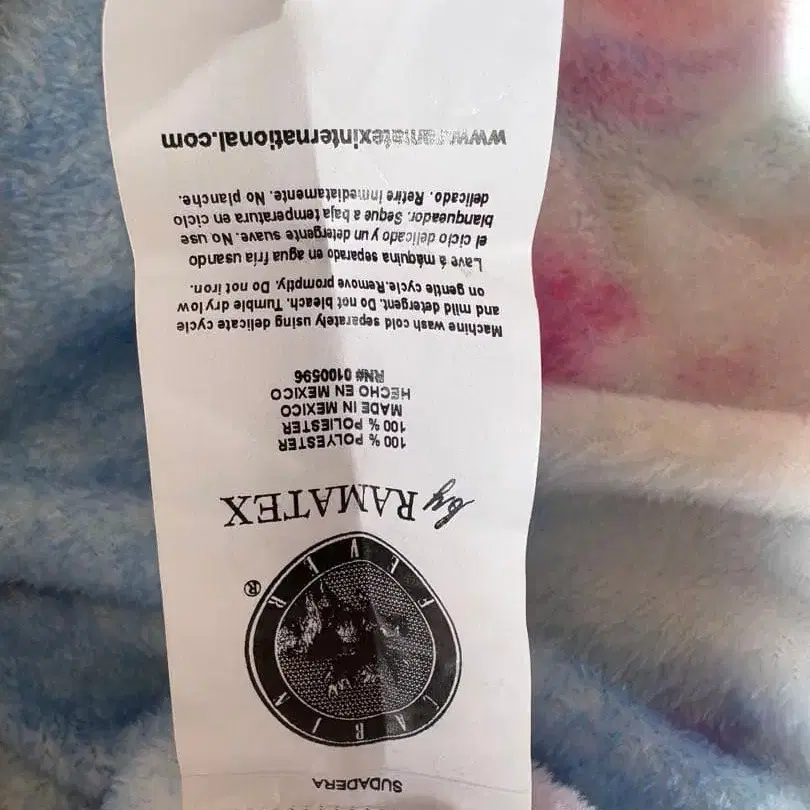 SUDADERA
LATIN FEVER ®
by RAMATEX
100 % POLYESTER
100 % POLIESTER
MADE IN MEXICO
HECHO EN MEXICO
RN# 0100596
Machine wash cold separately using delicate cycle
and mild detergent. Do not bleach. Tumble dry low
on gentle cycle.Remove promptly. Do not iron.
Lave á máquina separado en agua fría usando
el ciclo delicado y un detergente suave. No use
blanqueador. Seque a baja temperatura en ciclo
delicado. Retire inmediatamente. No planche.
www.ramatexinternational.com